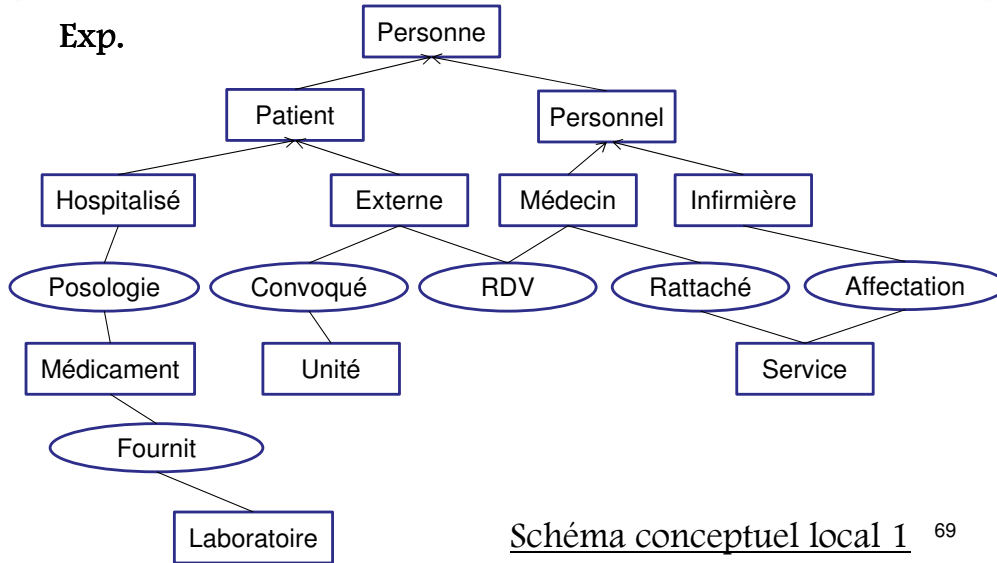 Exp.
Personne
Patient
Personnel
Hospitalisé
Externe
Médecin
Infirmière
Posologie
Convoqué
RDV
Rattaché
Affectation
Médicament
Unité
Service
Fournit
Laboratoire
Schéma conceptuel local 1 69